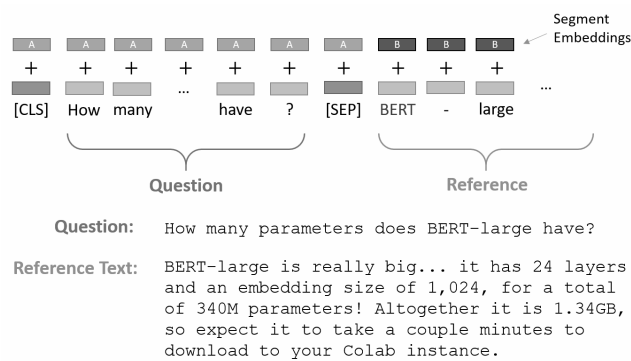 Segment
Embeddings
A A A A A A A B B B
+ + + + + + + + + +
[CLS] How many ... have ? [SEP] BERT - large ...
Question Reference
Question: How many parameters does BERT-large have?
Reference Text: BERT-large is really big... it has 24 layers
and an embedding size of 1,024, for a total
of 340M parameters! Altogether it is 1.34GB,
so expect it to take a couple minutes to
download to your Colab instance.